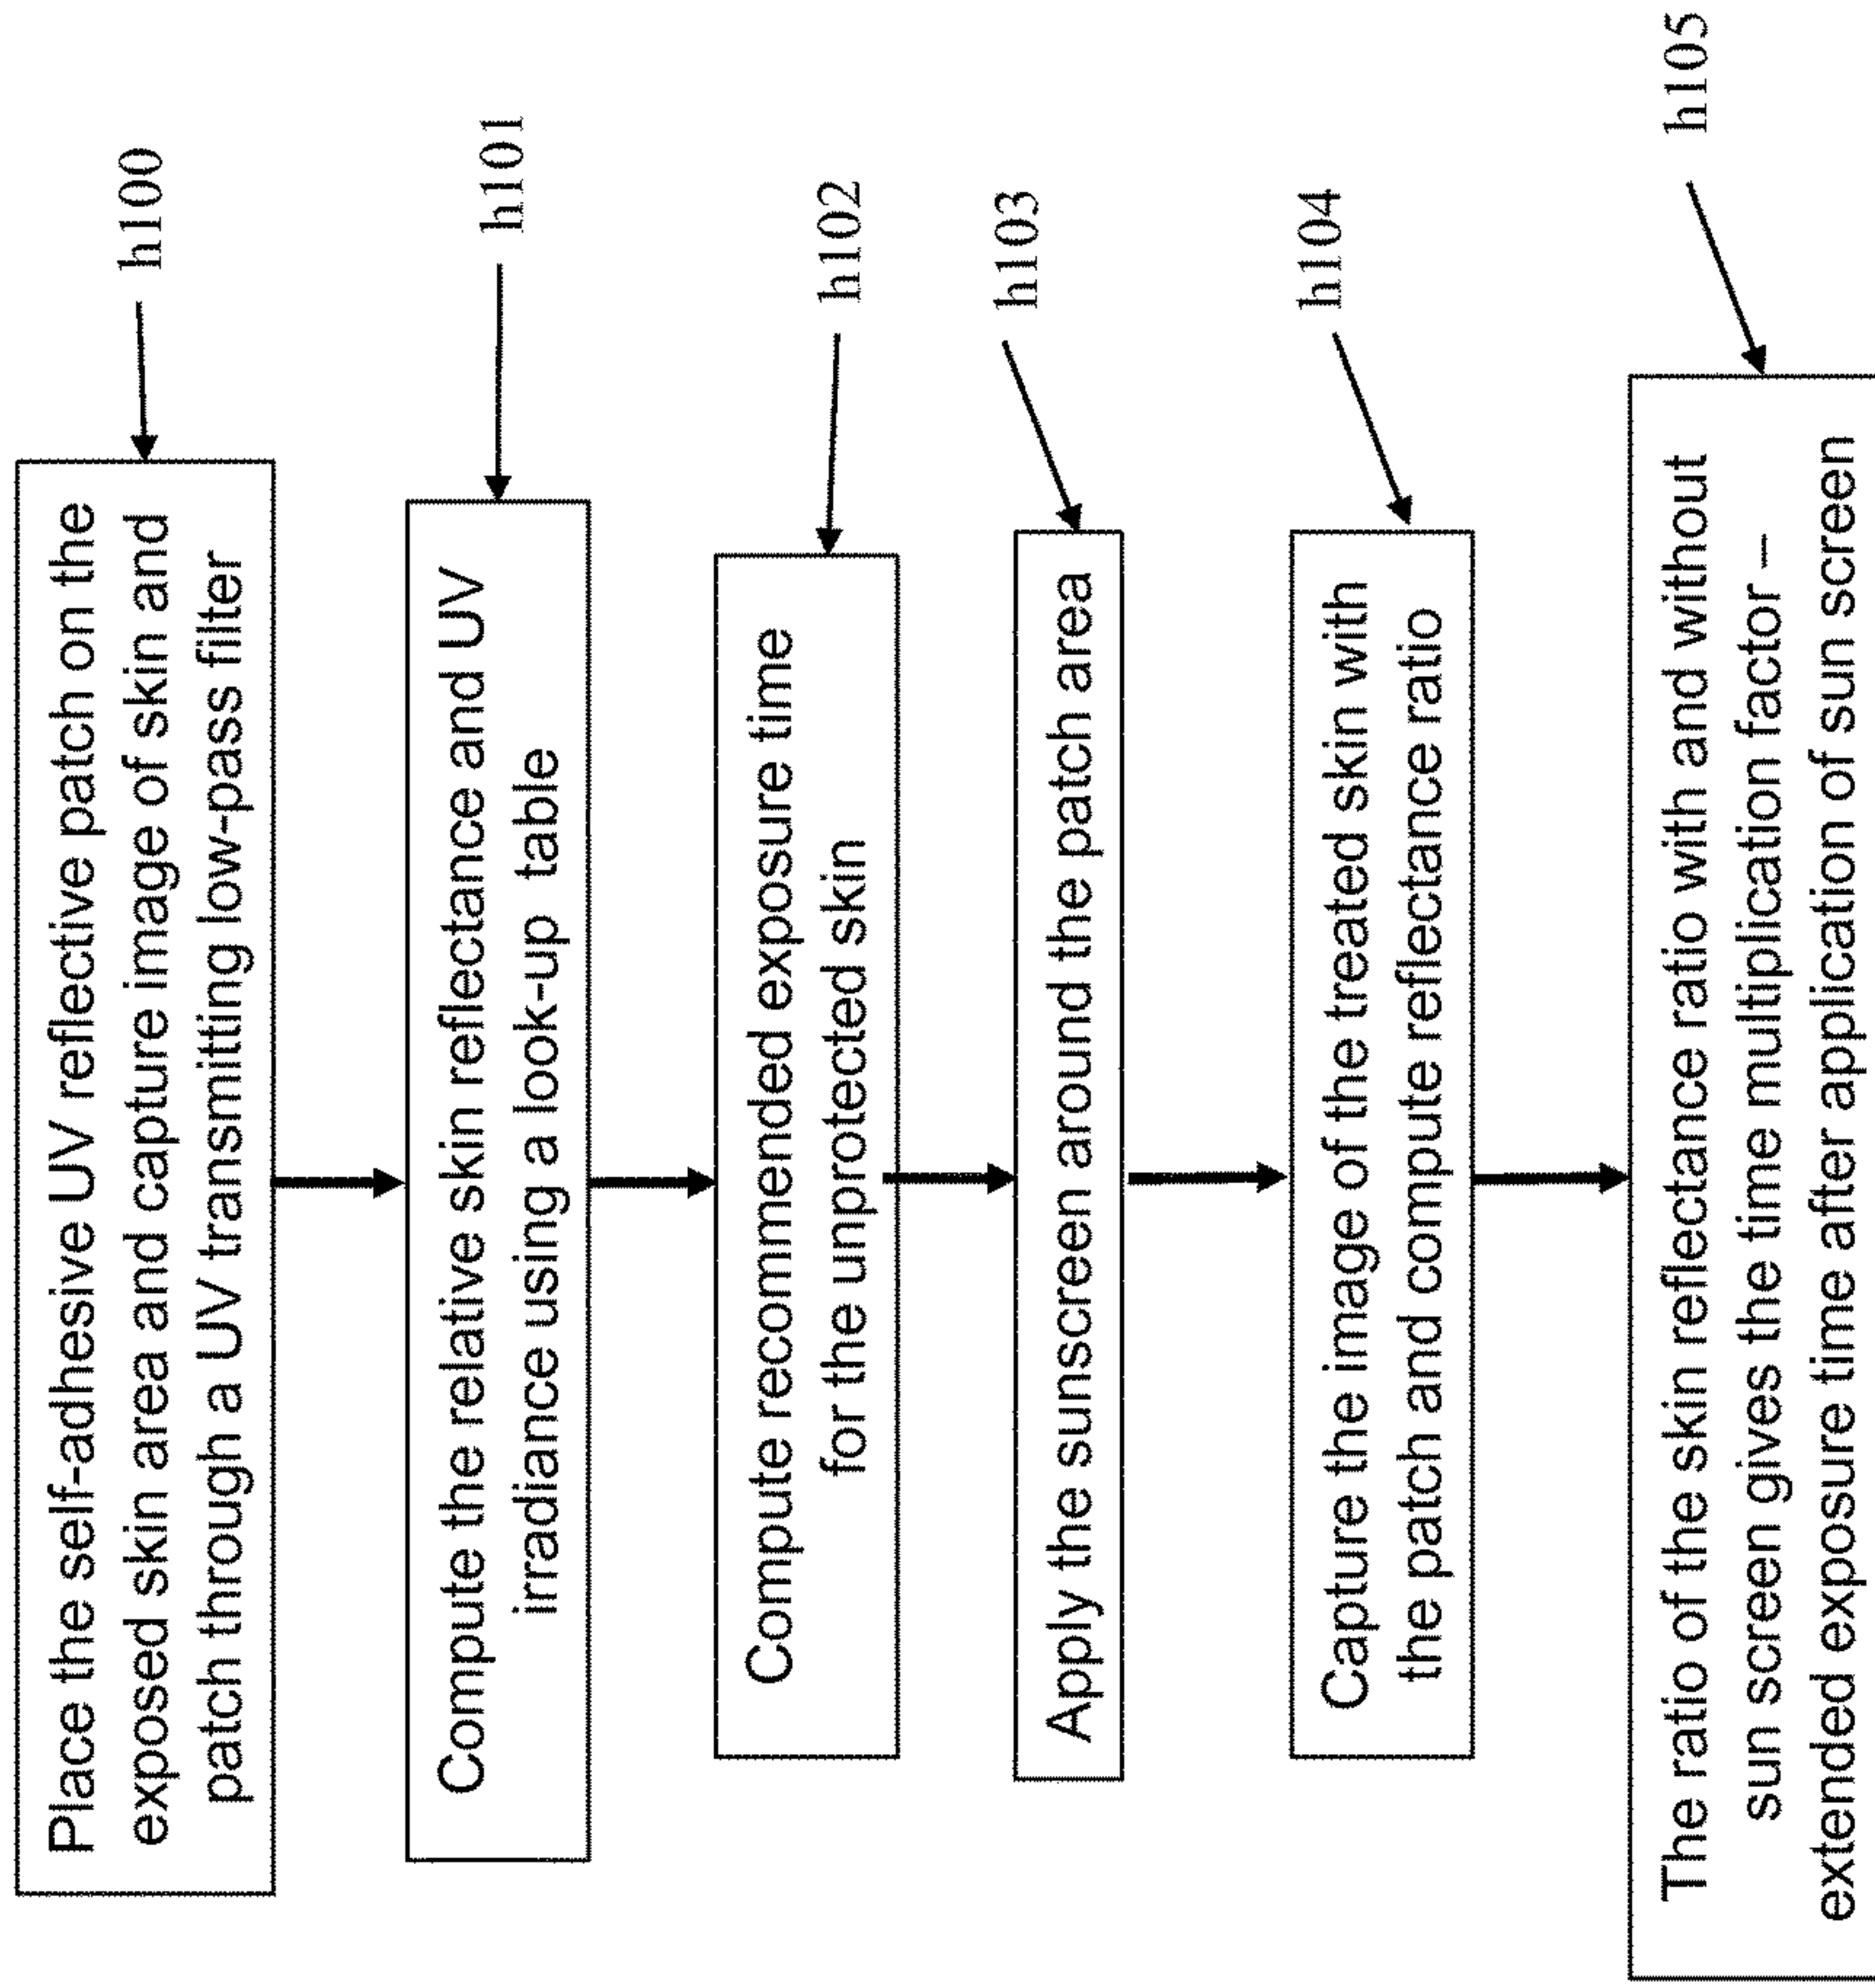 Place the self-adhesive UV reflective patch on the
exposed skin area and capture image of skin and
patch through a UV transmitting low-pass filter
h100
Compute the relative skin reflectance and UV
irradiance using a look-up table
h101
Compute recommended exposure time
for the unprotected skin
h102
Apply the sunscreen around the patch area
h103
Capture the image of the treated skin with
the patch and compute reflectance ratio
h104
The ratio of the skin reflectance ratio with and without
sun screen gives the time multiplication factor –
extended exposure time after application of sun screen
h105